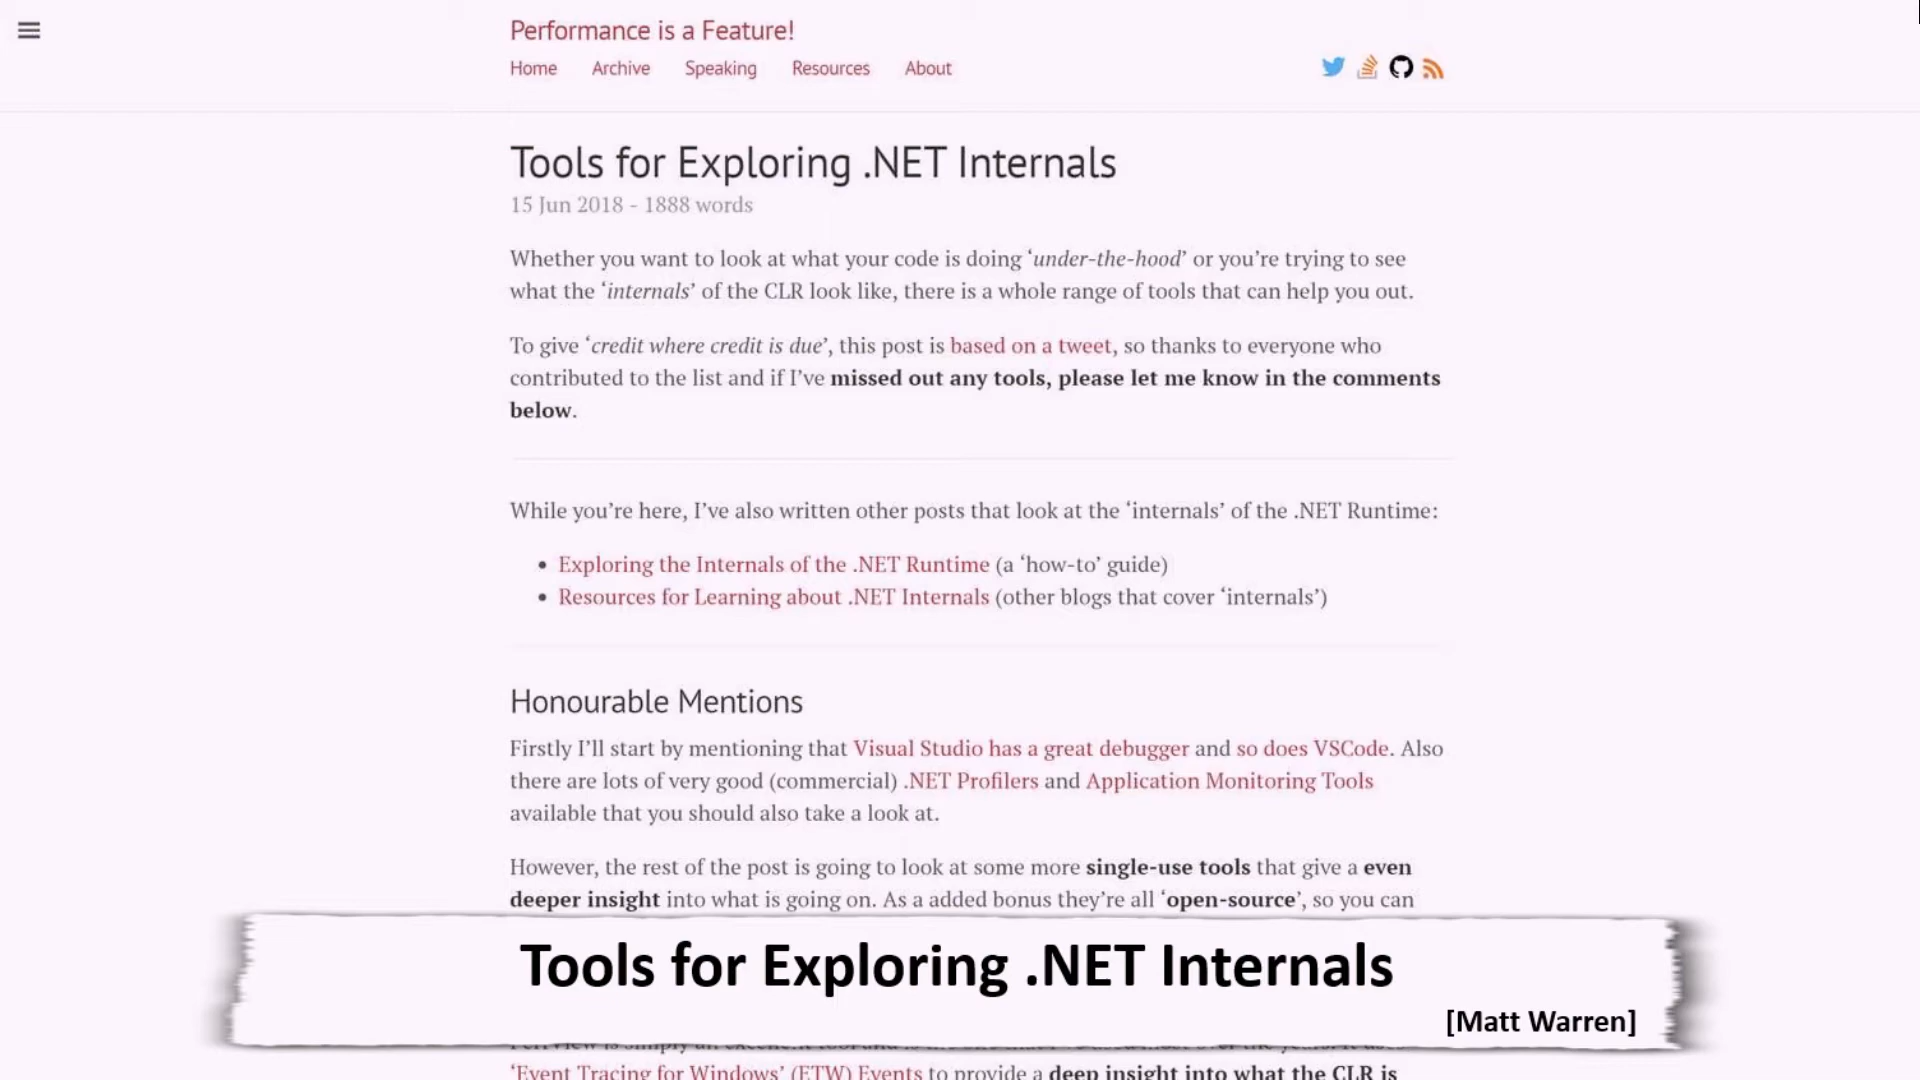 Performance is a Feature!
Home Archive Speaking Resources About
Tools for Exploring .NET Internals
15 Jun 2018 - 1888 words
Whether you want to look at what your code is doing ‘under-the-hood’ or you’re trying to see
what the ‘internals’ of the CLR look like, there is a whole range of tools that can help you out.
To give ‘credit where credit is due’, this post is based on a tweet, so thanks to everyone who
contributed to the list and if I’ve missed out any tools, please let me know in the comments
below.
While you’re here, I’ve also written other posts that look at the ‘internals’ of the .NET Runtime:
• Exploring the Internals of the .NET Runtime (a ‘how-to’ guide)
• Resources for Learning about .NET Internals (other blogs that cover ‘internals’)
Honourable Mentions
Firstly I’ll start by mentioning that Visual Studio has a great debugger and so does VSCode. Also
there are lots of very good (commercial) .NET Profilers and Application Monitoring Tools
available that you should also take a look at.
However, the rest of the post is going to look at some more single-use tools that give a even
deeper insight into what is going on. As a added bonus they’re all ‘open-source’, so you can
Tools for Exploring .NET Internals
[Matt Warren]
‘Event Tracing for Windows’ (ETW) Events to provide a deep insight into what the CLR is